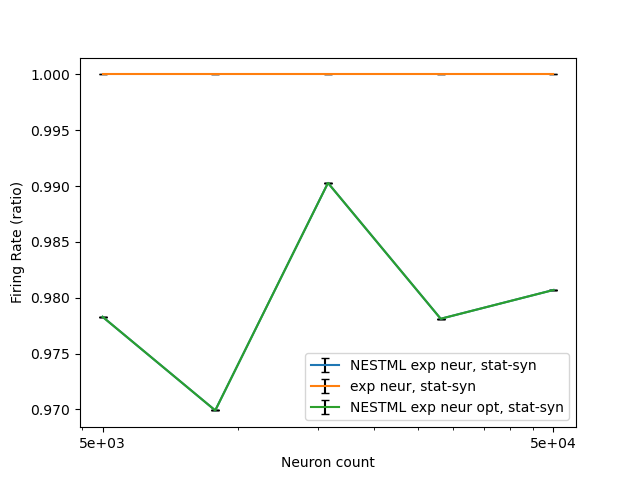 1.000
0.995
0.990
0.985
0.980
0.975
0.970
Firing Rate (ratio)
NESTML exp neur, stat-syn
exp neur, stat-syn
NESTML exp neur opt, stat-syn
5e+03
5e+04
Neuron count